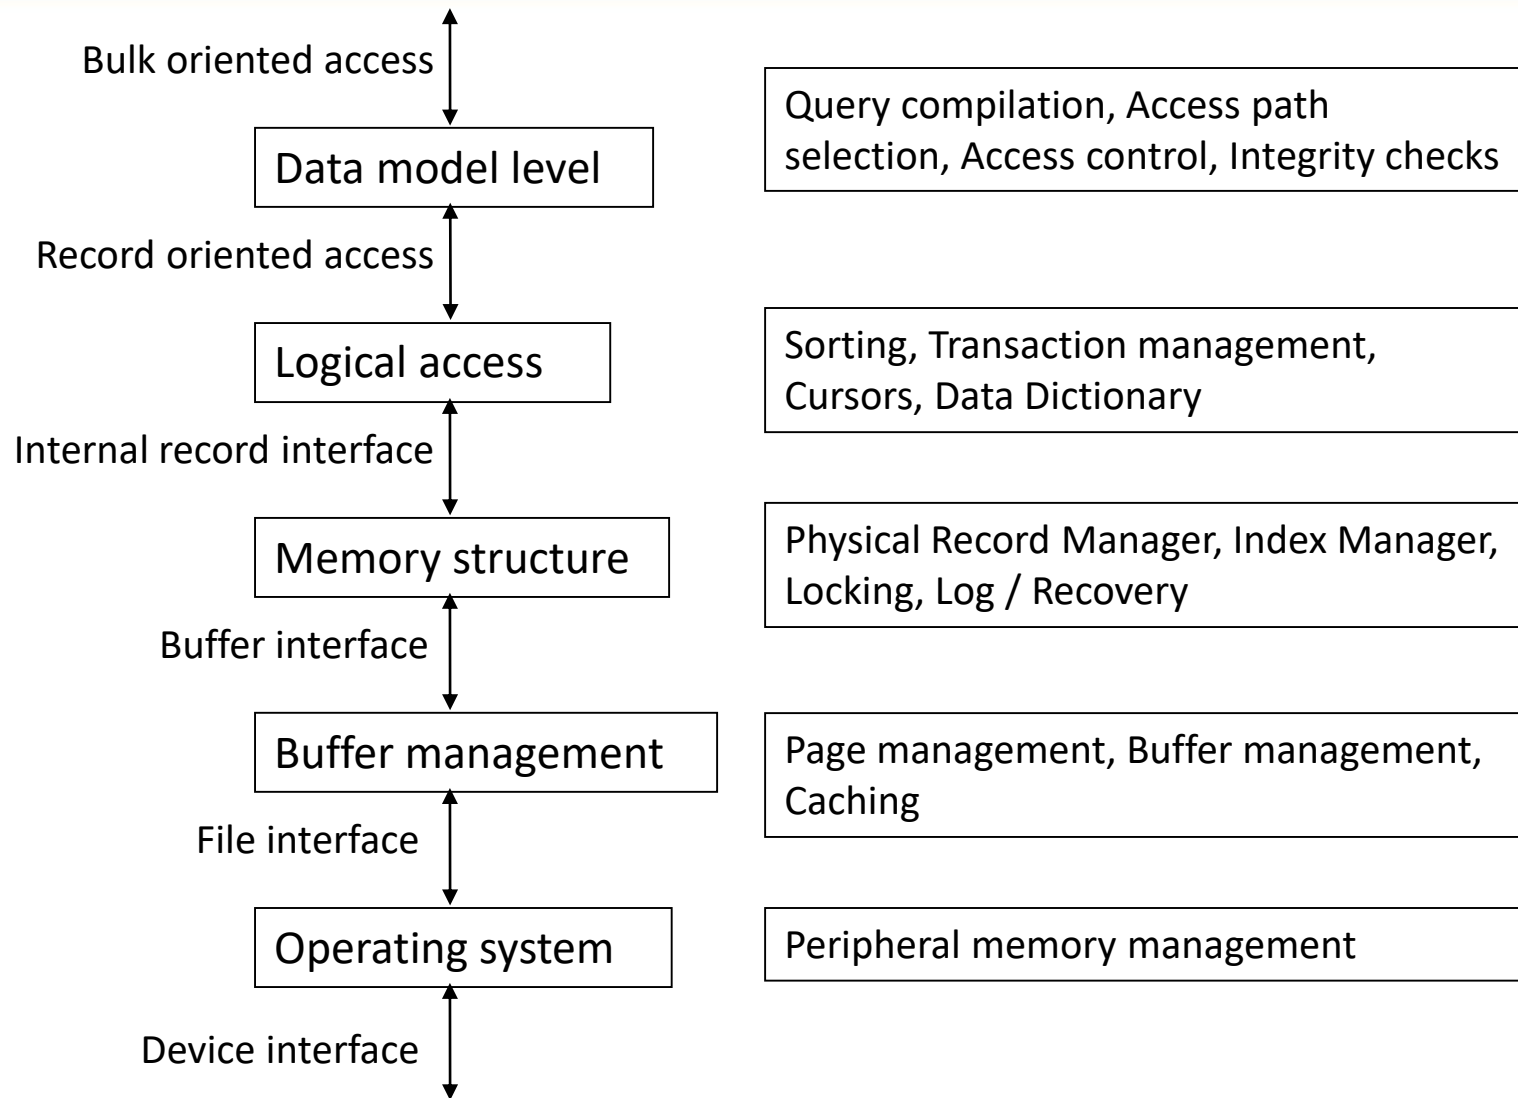 Bulk oriented access
Query compilation, Access path
selection, Access control, Integrity checks
Data model level
Record oriented access
Logical access
Sorting, Transaction management,
Cursors, Data Dictionary
Internal record interface
Memory structure
Physical Record Manager, Index Manager,
Locking, Log / Recovery
Buffer interface
Buffer management
Page management, Buffer management,
Caching
File interface
Operating system
Peripheral memory management
Device interface